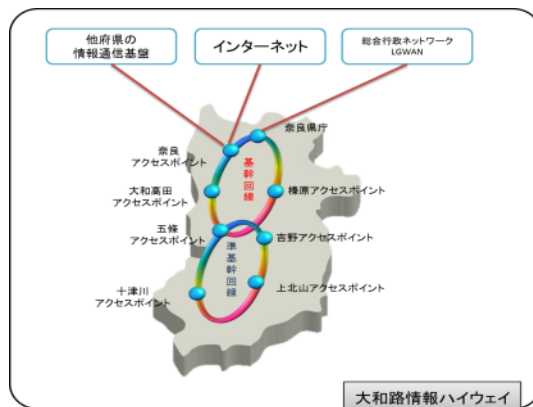 他府県の
情報通信基盤
インターネット
総合行政ネットワーク
LGWAN
奈良県庁
奈良
アクセスポイント
基幹回線
大和高田
アクセスポイント
榛原アクセスポイント
五條
アクセスポイント
吉野アクセスポイント
準基幹回線
十津川
アクセスポイント
上北山アクセスポイント
大和路情報ハイウェイ